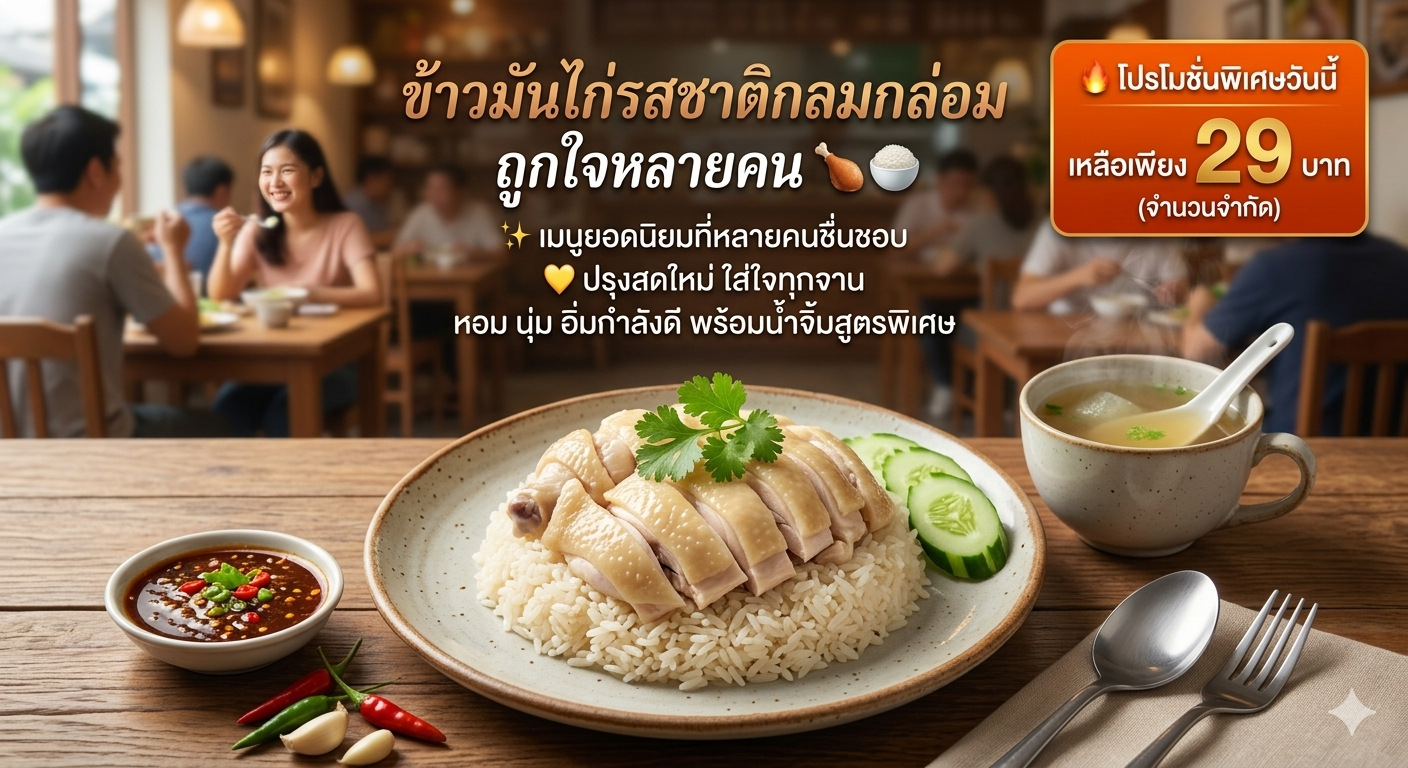 ข้าวมันไก่รสชาติกลมกล่อม
ถูกใจหลายคน 🍗🍚
✨ เมนูยอดนิยมที่หลายคนชื่นชอบ
💛 ปรุงสดใหม่ ใส่ใจทุกจาน
หอม นุ่ม อิ่มกำลังดี พร้อมน้ำจิ้มสูตรพิเศษ
🔥 โปรโมชั่นพิเศษวันนี้
เหลือเพียง 29 บาท
(จำนวนจำกัด)